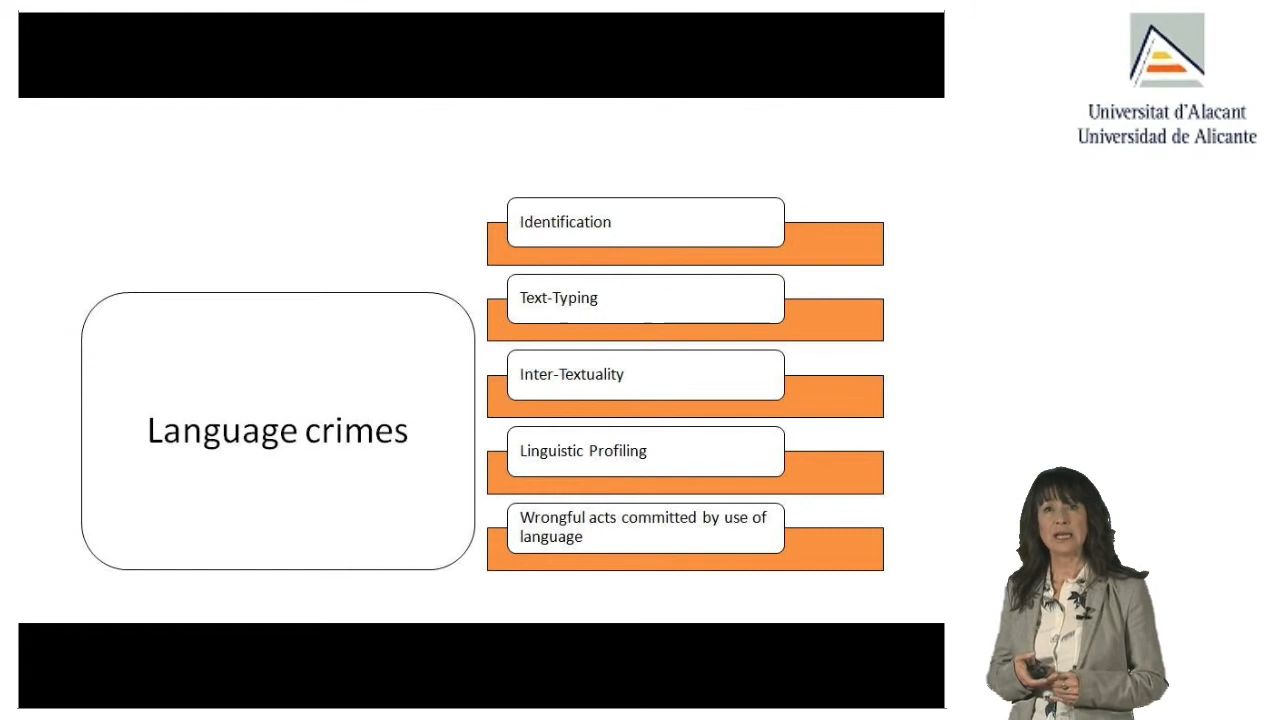 Universitat d'Alacant
Universidad de Alicante
Language crimes
Identification
Text-Typing
Inter-Textuality
Linguistic Profiling
Wrongful acts committed by use of
language